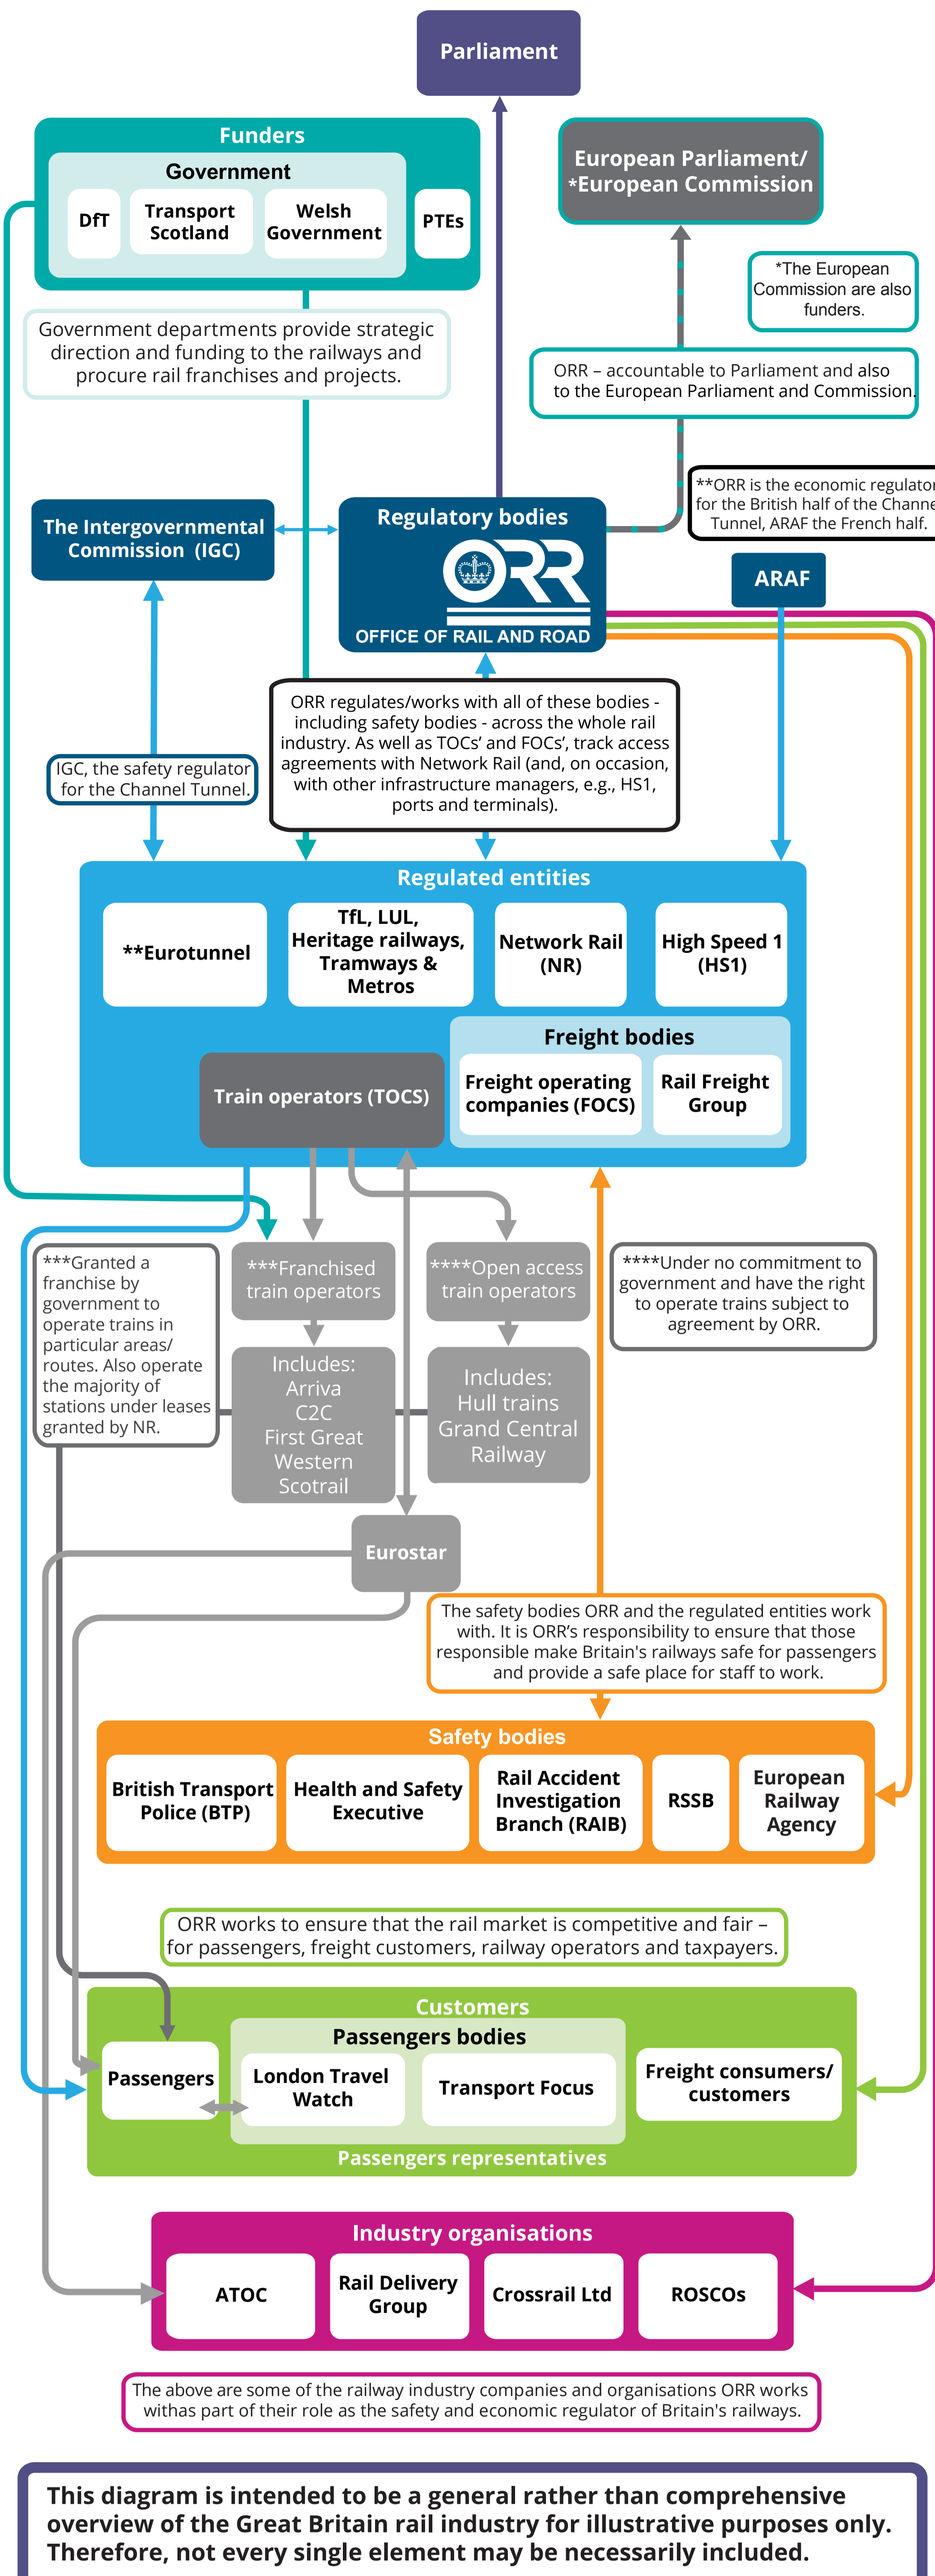 Parliament
Funders
Government
DfT
Transport
Scotland
Welsh
Government
PTEs
European Parliament/
*European Commission
*The European
Commission are also
funders.
Government departments provide strategic
direction and funding to the railways and
procure rail franchises and projects.
ORR – accountable to Parliament and also
to the European Parliament and Commission.
**ORR is the economic regulator
for the British half of the Channe
Tunnel, ARAF the French half.
The Intergovernmental
Commission (IGC)
Regulatory bodies
ORR
OFFICE OF RAIL AND ROAD
ARAF
ORR regulates/works with all of these bodies -
including safety bodies - across the whole rail
industry. As well as TOCs’ and FOCs’, track access
agreements with Network Rail (and, on occasion,
with other infrastructure managers, e.g., HS1,
ports and terminals).
IGC, the safety regulator
for the Channel Tunnel.
Regulated entities
**Eurotunnel
TfL, LUL,
Heritage railways,
Tramways &
Metros
Network Rail
(NR)
High Speed 1
(HS1)
Freight bodies
Train operators (TOCS)
Freight operating
companies (FOCS)
Rail Freight
Group
***Granted a
franchise by
government to
operate trains in
particular areas/
routes. Also operate
the majority of
stations under leases
granted by NR.
***Franchised
train operators
****Open access
train operators
****Under no commitment to
government and have the right
to operate trains subject to
agreement by ORR.
Includes:
Arriva
C2C
First Great
Western
Scotrail
Includes:
Hull trains
Grand Central
Railway
Eurostar
The safety bodies ORR and the regulated entities work
with. It is ORR’s responsibility to ensure that those
responsible make Britain's railways safe for passengers
and provide a safe place for staff to work.
Safety bodies
British Transport
Police (BTP)
Health and Safety
Executive
Rail Accident
Investigation
Branch (RAIB)
RSSB
European
Railway
Agency
ORR works to ensure that the rail market is competitive and fair –
for passengers, freight customers, railway operators and taxpayers.
Customers
Passengers bodies
Passengers
London Travel
Watch
Transport Focus
Freight consumers/
customers
Passengers representatives
Industry organisations
ATOC
Rail Delivery
Group
Crossrail Ltd
ROSCOs
The above are some of the railway industry companies and organisations ORR works
withas part of their role as the safety and economic regulator of Britain's railways.
This diagram is intended to be a general rather than comprehensive
overview of the Great Britain rail industry for illustrative purposes only.
Therefore, not every single element may be necessarily included.